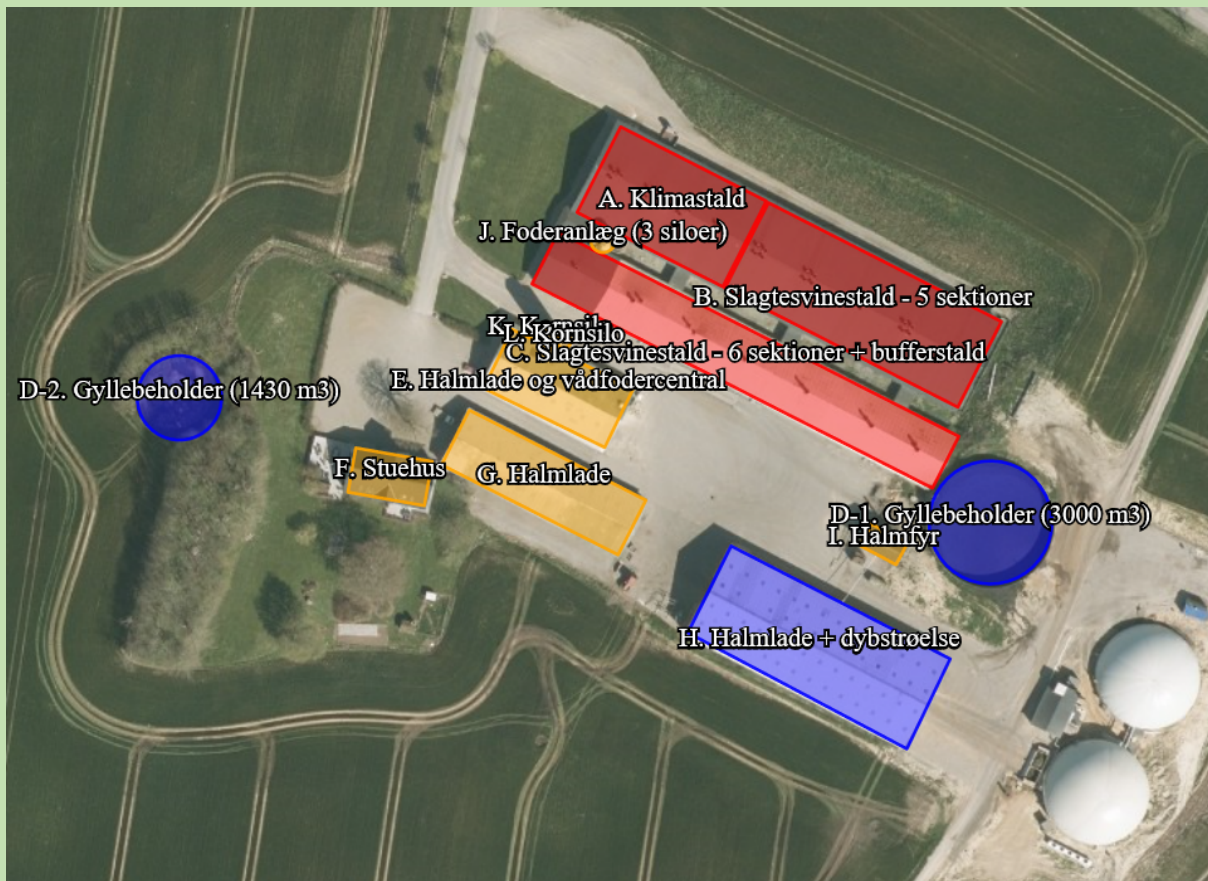 A. Klimastald
J. Foderanlæg (3 siloer)
B. Slagtesvinestald - 5 sektioner
K. Kornsilo
L. Kornsilo
C. Slagtesvinestald - 6 sektioner + bufferstald
E. Halmlade og vådfodercentral
D-2. Gyllebeholder (1430 m3)
F. Stuehus
G. Halmlade
D-1. Gyllebeholder (3000 m3)
I. Halmfyr
H. Halmlade + dybstrøelse